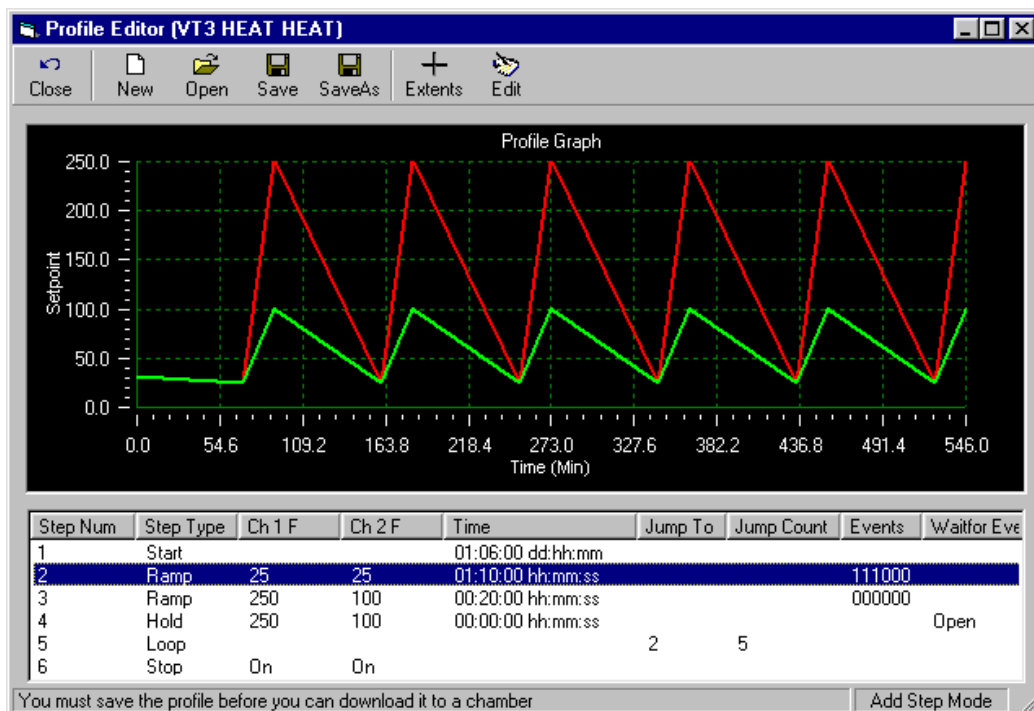 Profile Editor (VT3 HEAT HEAT)
Close New Open Save SaveAs Extents Edit
Profile Graph
250.0
200.0
150.0
100.0
50.0
0.0
Setpoint
0.0 54.6 109.2 163.8 218.4 273.0 327.6 382.2 436.8 491.4 546.0
Time (Min)
Step Num Step Type Ch 1 F Ch 2 F Time Jump To Jump Count Events Waitfor Eve
1 Start 01:06:00 dd:hh:mm
2 Ramp 25 25 01:10:00 hh:mm:ss 111000
3 Ramp 250 100 00:20:00 hh:mm:ss 000000
4 Hold 250 100 00:00:00 hh:mm:ss Open
5 Loop 2 5
6 Stop On On
You must save the profile before you can download it to a chamber Add Step Mode